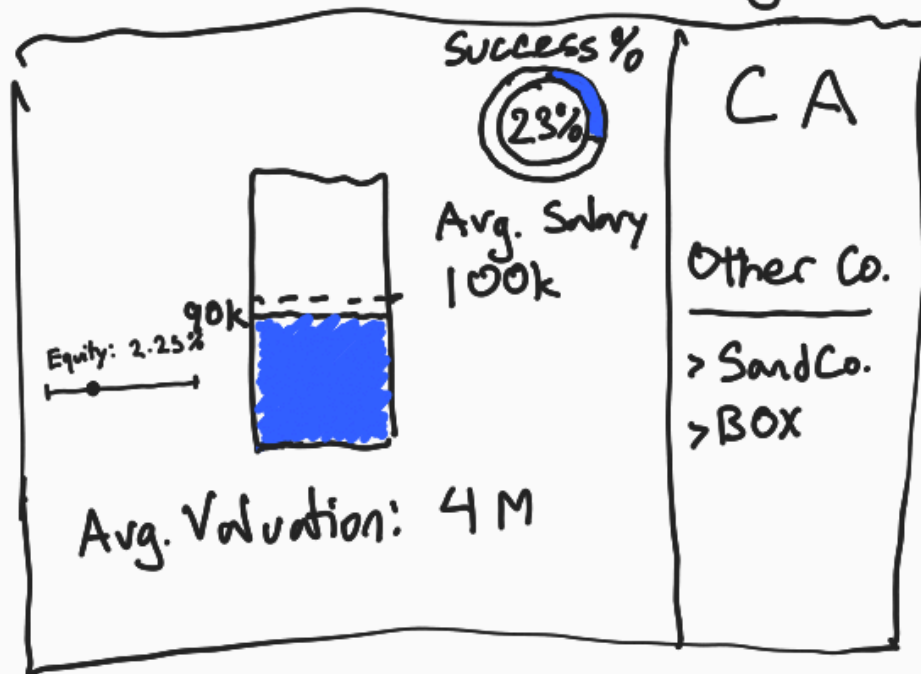 Success %
23%
Avg. Salary
100k
90k
Equity: 2.25%
Avg. Valuation: 4 M
CA
Other Co.
> SandCo.
> BOX